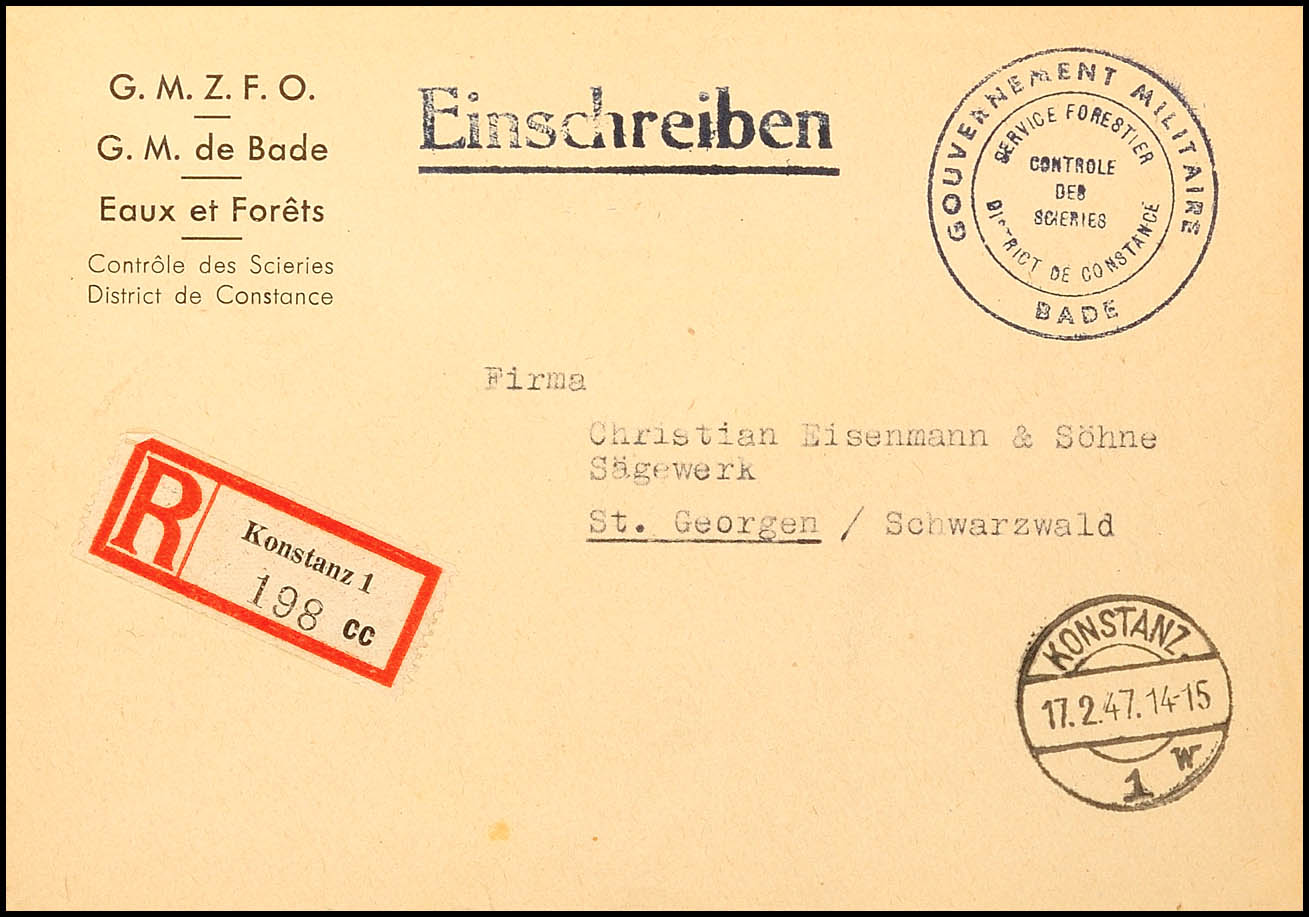 G. M. Z. F. O.
G. M. de Bade
Eaux et Forêts
Contrôle des Scieries
District de Constance
Einschreiben
GOUVERNEMENT MILITAIRE
SERVICE FORESTIER
CONTROLE
DES
SCIERIES
DISTRICT DE CONSTANCE
BADE
Firma
Christian Eisenmann & Söhne
Sägewerk
St. Georgen / Schwarzwald
R
Konstanz 1
198 cc
KONSTANZ
17.2.47.14-15
1 w